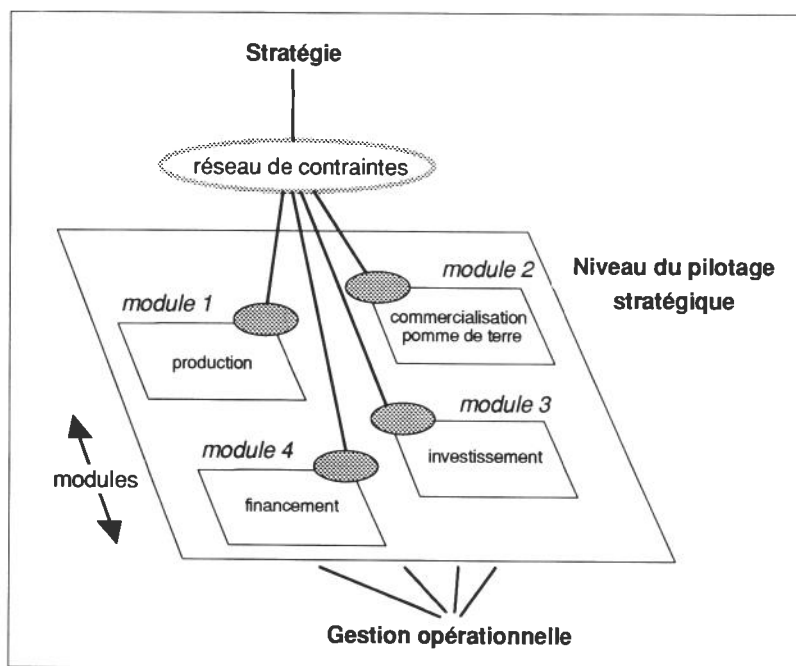 Stratégie
réseau de contraintes
module 2
Niveau du pilotage
stratégique
module 1
commercialisation
pomme de terre
production
module 3
module 4
investissement
modules
financement
Gestion opérationnelle